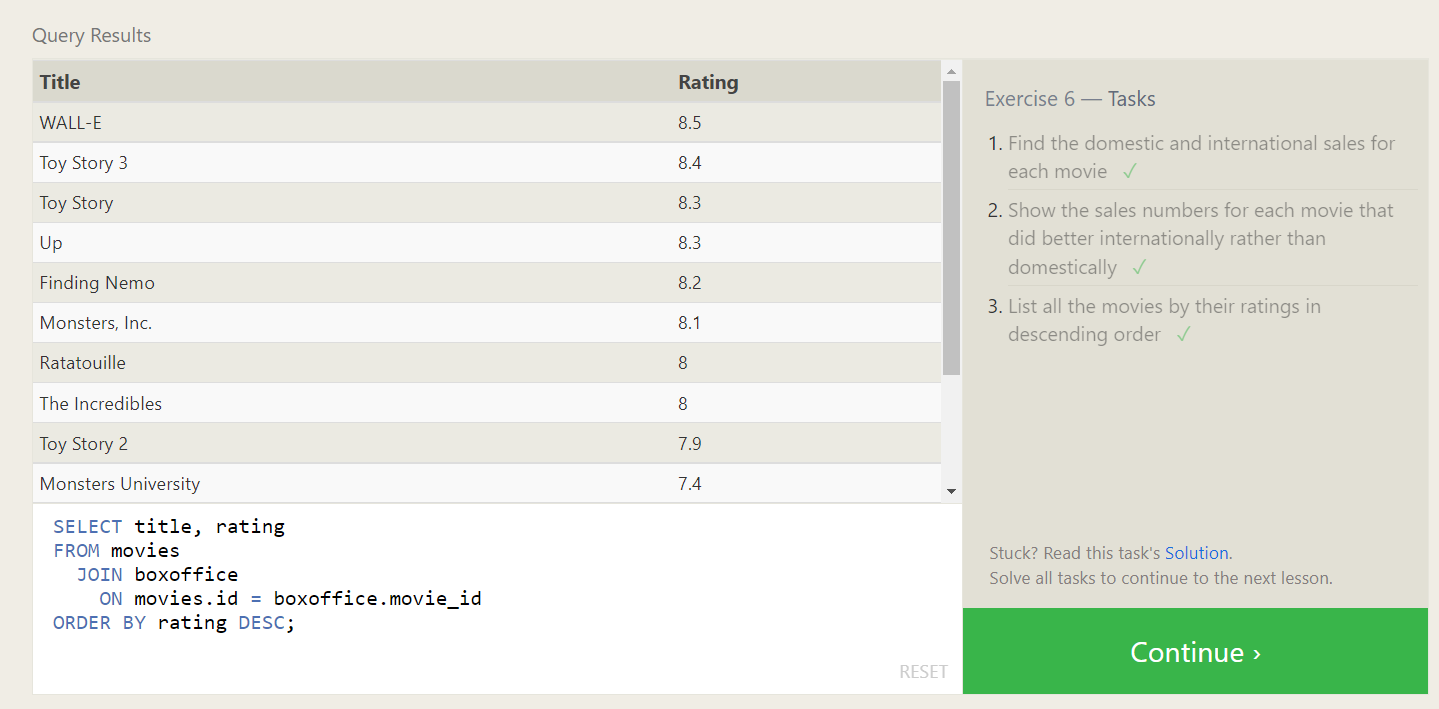 Query Results
Title Rating
WALL-E 8.5
Toy Story 3 8.4
Toy Story 8.3
Up 8.3
Finding Nemo 8.2
Monsters, Inc. 8.1
Ratatouille 8
The Incredibles 8
Toy Story 2 7.9
Monsters University 7.4
SELECT title, rating
FROM movies
  JOIN boxoffice
    ON movies.id = boxoffice.movie_id
ORDER BY rating DESC;
RESET
Exercise 6 — Tasks
1. Find the domestic and international sales for
each movie ✓
2. Show the sales numbers for each movie that
did better internationally rather than
domestically ✓
3. List all the movies by their ratings in
descending order ✓
Stuck? Read this task's Solution.
Solve all tasks to continue to the next lesson.
Continue ›